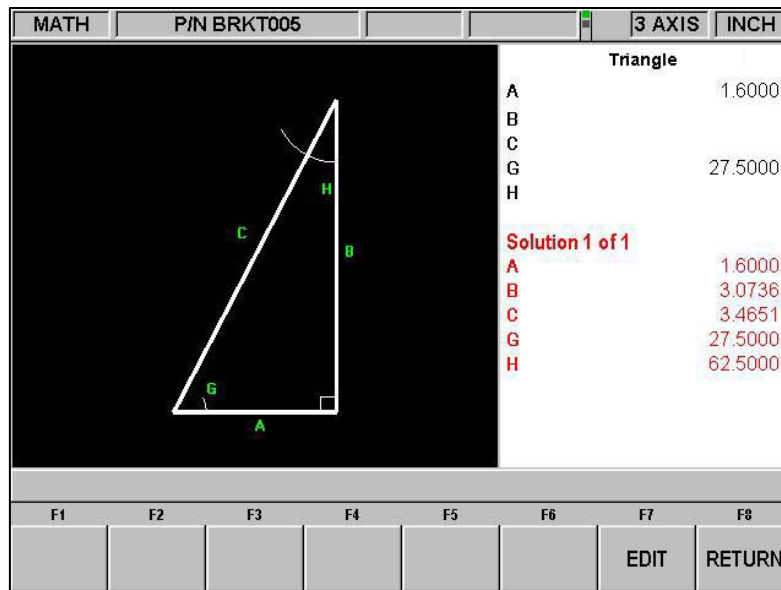 MATH P/N BRKT005 3 AXIS INCH
Triangle
A 1.6000
B
C
G 27.5000
H
Solution 1 of 1
A 1.6000
B 3.0736
C 3.4651
G 27.5000
H 62.5000
H
C
B
G
A
F1 F2 F3 F4 F5 F6 F7 F8
EDIT RETURN